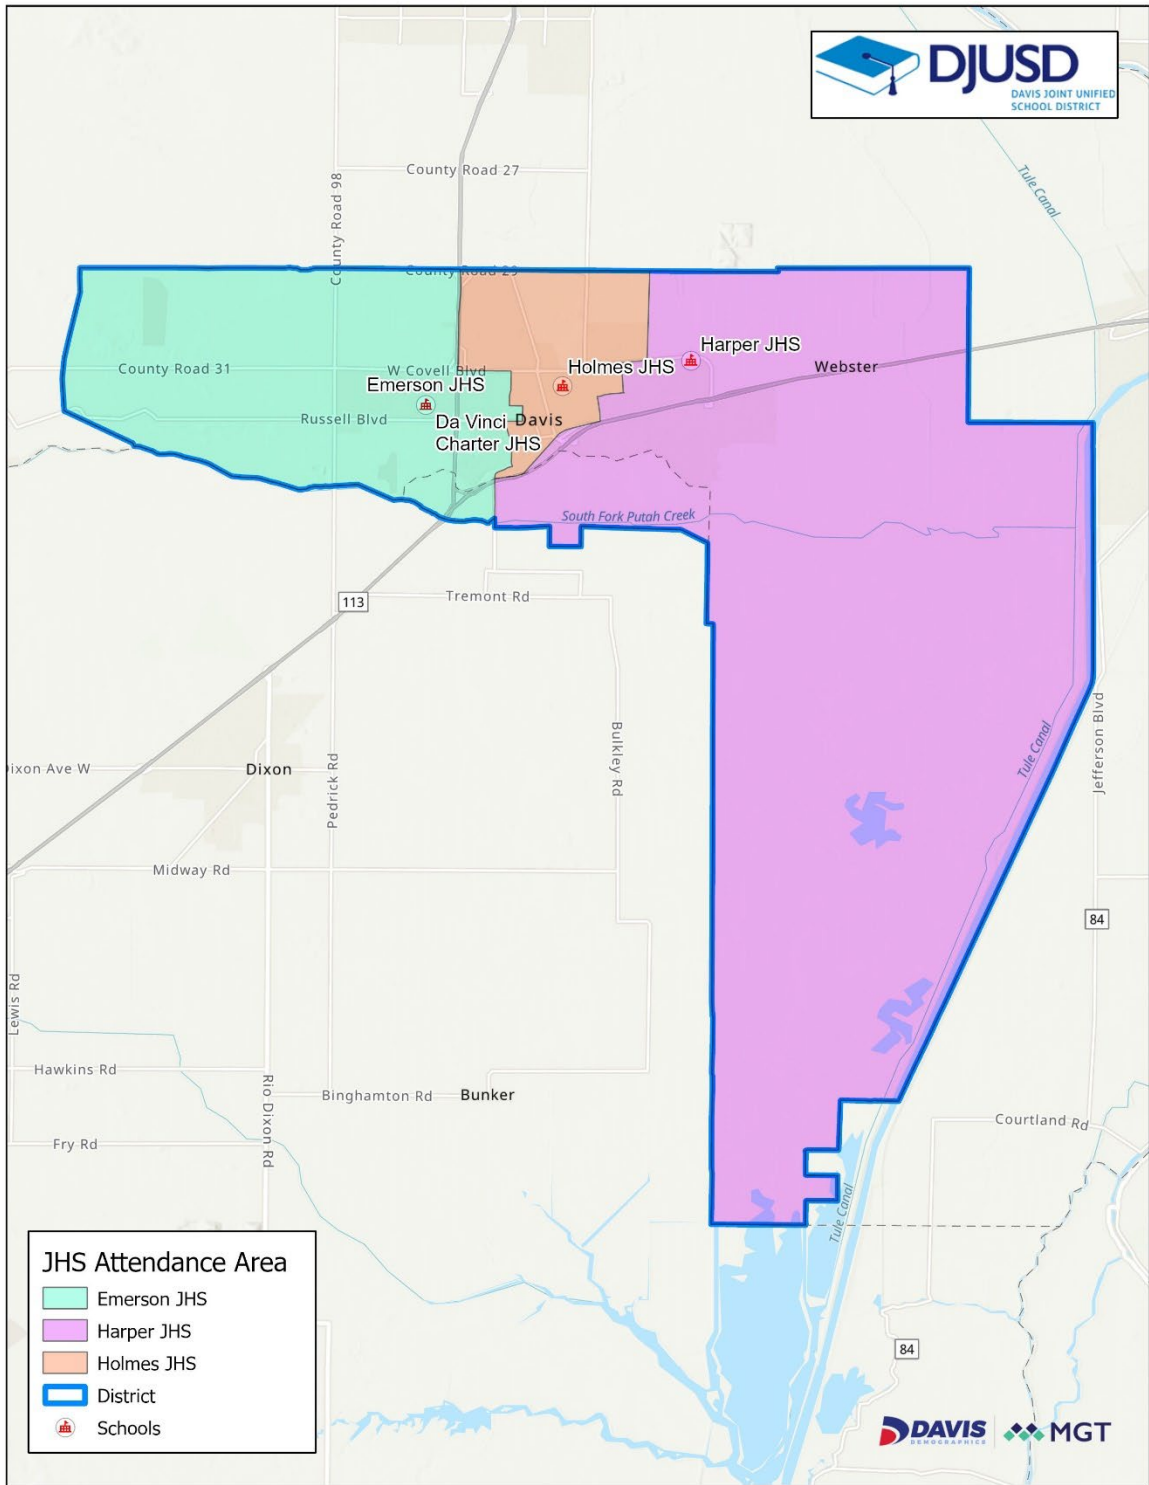 DJUSD
DAVIS JOINT UNIFIED
SCHOOL DISTRICT
Tule Canal
County Road 27
County Road 98
County Road 29
County Road 31
W Covell Blvd
Harper JHS
Holmes JHS
Webster
Emerson JHS
Russell Blvd
Da Vinci
Charter JHS
Davis
South Fork Putah Creek
113
Tremont Rd
Bulkley Rd
Tule Canal
Jefferson Blvd
Dixon Ave W
Dixon
Pedrick Rd
Midway Rd
84
Lewis Rd
Hawkins Rd
Rio Dixon Rd
Binghamton Rd
Bunker
Courtland Rd
Fry Rd
Tule Canal
84
JHS Attendance Area
Emerson JHS
Harper JHS
Holmes JHS
District
Schools
DAVIS
DEMOGRAPHICS
MGT